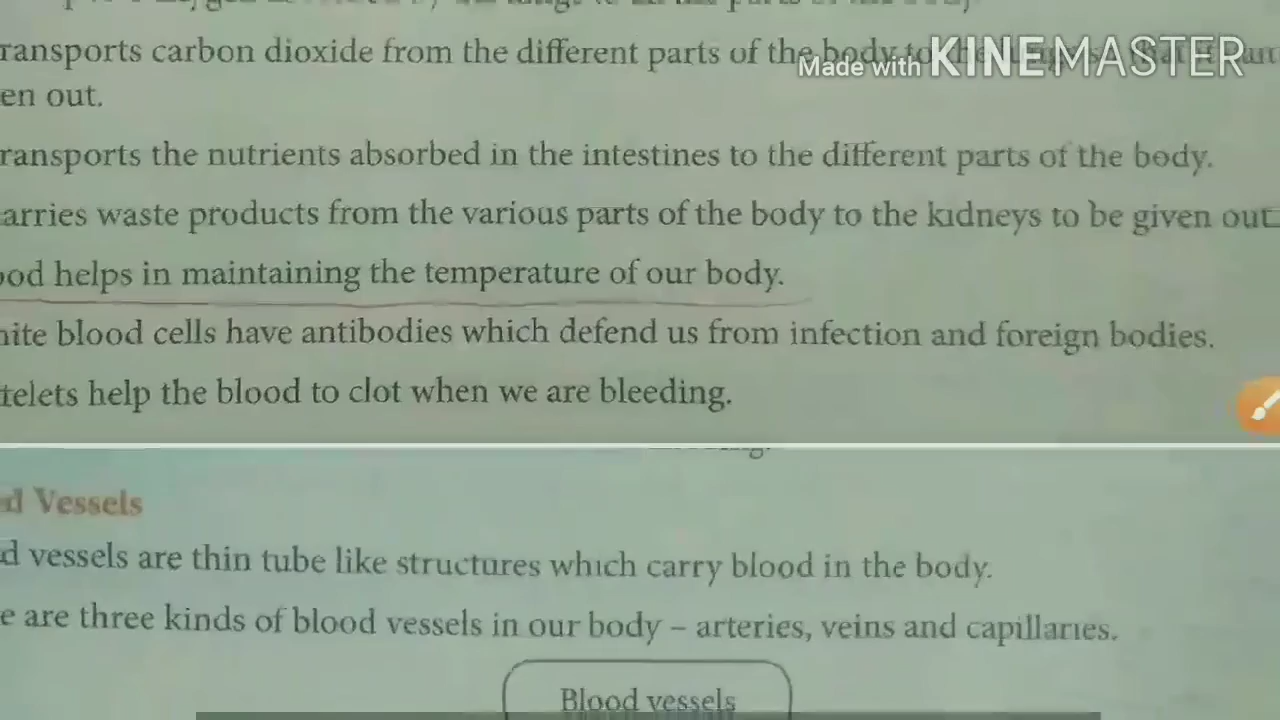 ransports carbon dioxide from the different parts of the body to
Made with KINEMASTER
en out.
ransports the nutrients absorbed in the intestines to the different parts of the body.
arries waste products from the various parts of the body to the kidneys to be given out
ood helps in maintaining the temperature of our body.
hite blood cells have antibodies which defend us from infection and foreign bodies.
telets help the blood to clot when we are bleeding.
d Vessels
d vessels are thin tube like structures which carry blood in the body.
e are three kinds of blood vessels in our body – arteries, veins and capillaries.
Blood vessels